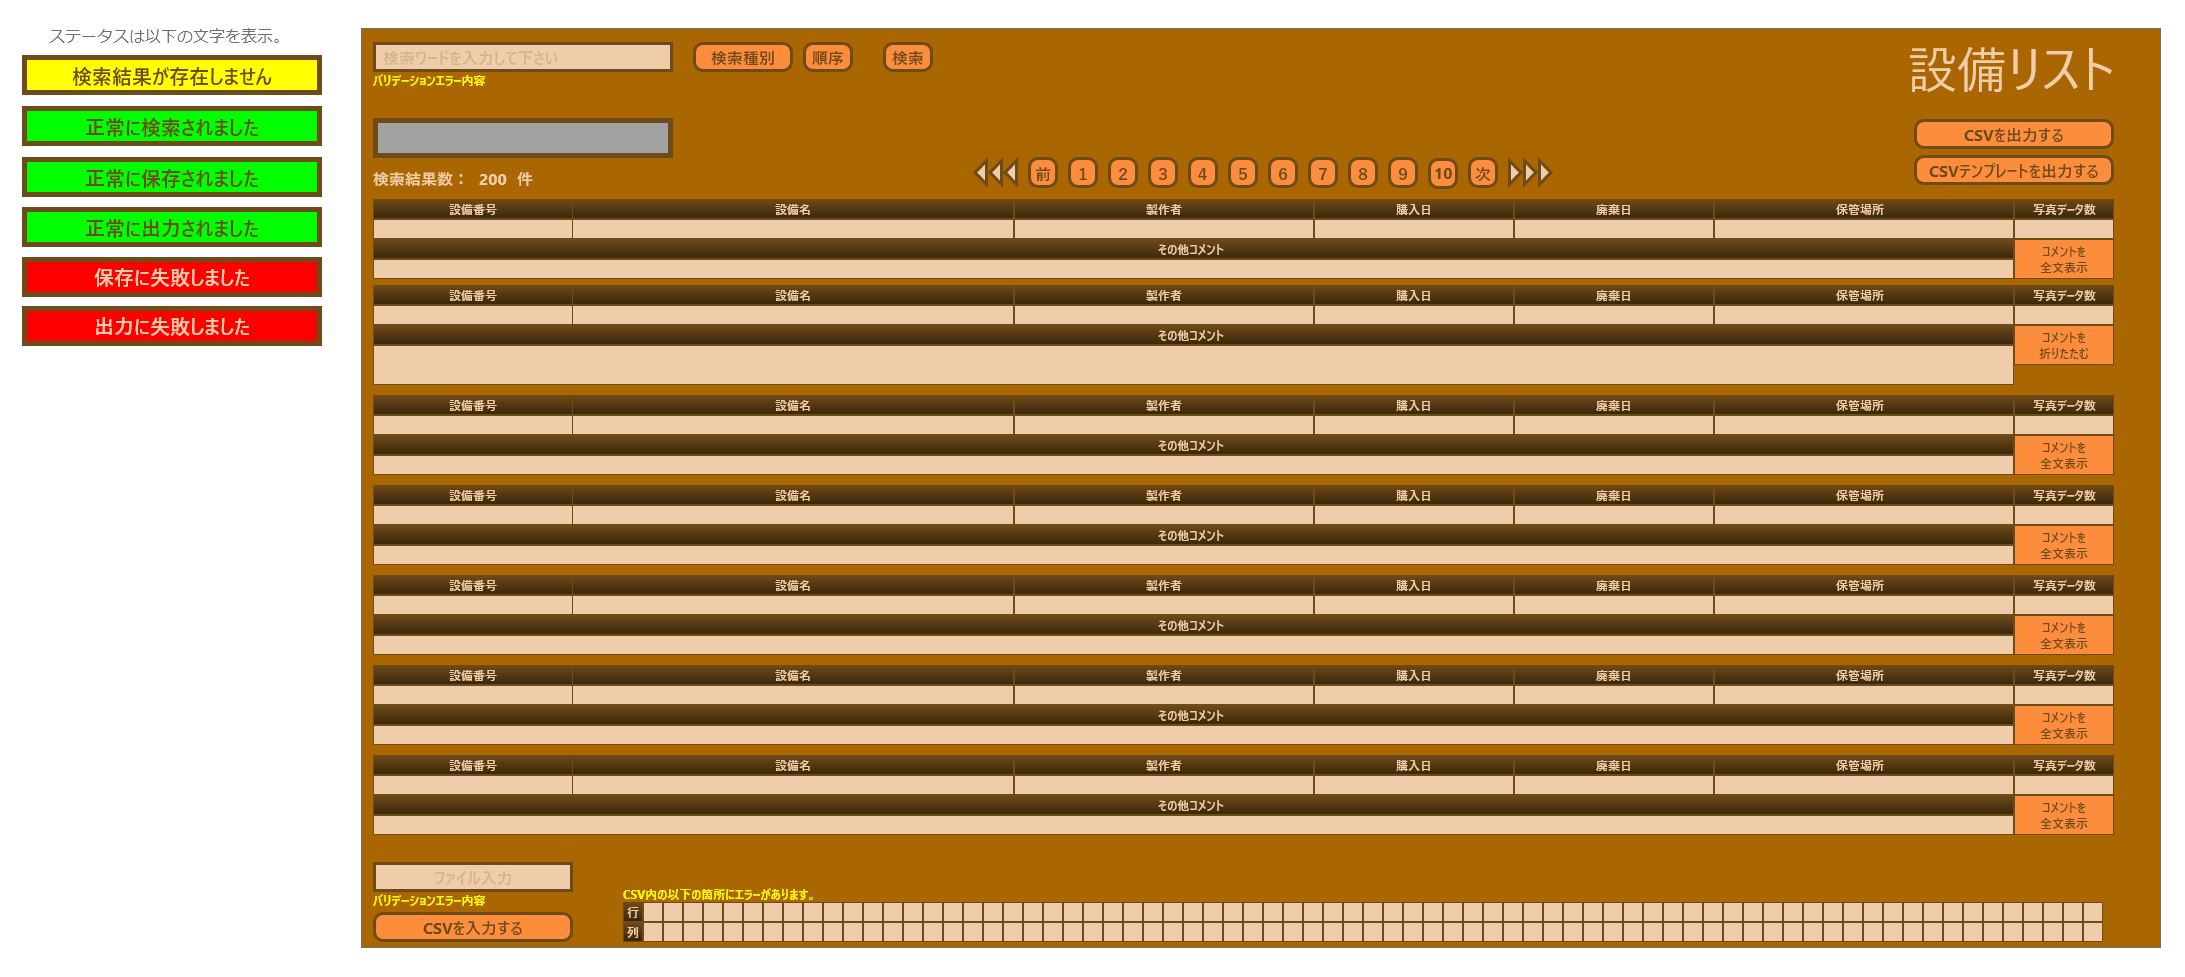 ステータスは以下の文字を表示。
検索結果が存在しません
正常に検索されました
正常に保存されました
正常に出力されました
保存に失敗しました
出力に失敗しました
検索ワードを入力して下さい 検索種別 順序 検索
バリデーションエラー内容
設備リスト
CSVを出力する
CSVテンプレートを出力する
検索結果数： 200 件
前 1 2 3 4 5 6 7 8 9 10 次
設備番号 設備名 製作者 購入日 廃棄日 保管場所 写真データ数
その他コメント
コメントを
全文表示
設備番号 設備名 製作者 購入日 廃棄日 保管場所 写真データ数
その他コメント
コメントを
折りたたむ
設備番号 設備名 製作者 購入日 廃棄日 保管場所 写真データ数
その他コメント
コメントを
全文表示
設備番号 設備名 製作者 購入日 廃棄日 保管場所 写真データ数
その他コメント
コメントを
全文表示
設備番号 設備名 製作者 購入日 廃棄日 保管場所 写真データ数
その他コメント
コメントを
全文表示
設備番号 設備名 製作者 購入日 廃棄日 保管場所 写真データ数
その他コメント
コメントを
全文表示
設備番号 設備名 製作者 購入日 廃棄日 保管場所 写真データ数
その他コメント
コメントを
全文表示
ファイル入力
バリデーションエラー内容
CSVを入力する
CSV内の以下の箇所にエラーがあります。
行
列